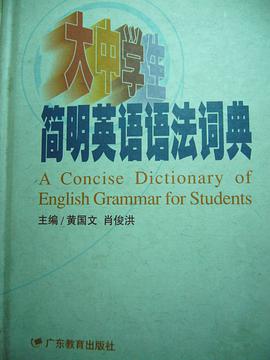 大中学生
简明英语语法词典
A Concise Dictionary of
English Grammar for Students
主编/黄国文 肖俊洪
广东教育出版社